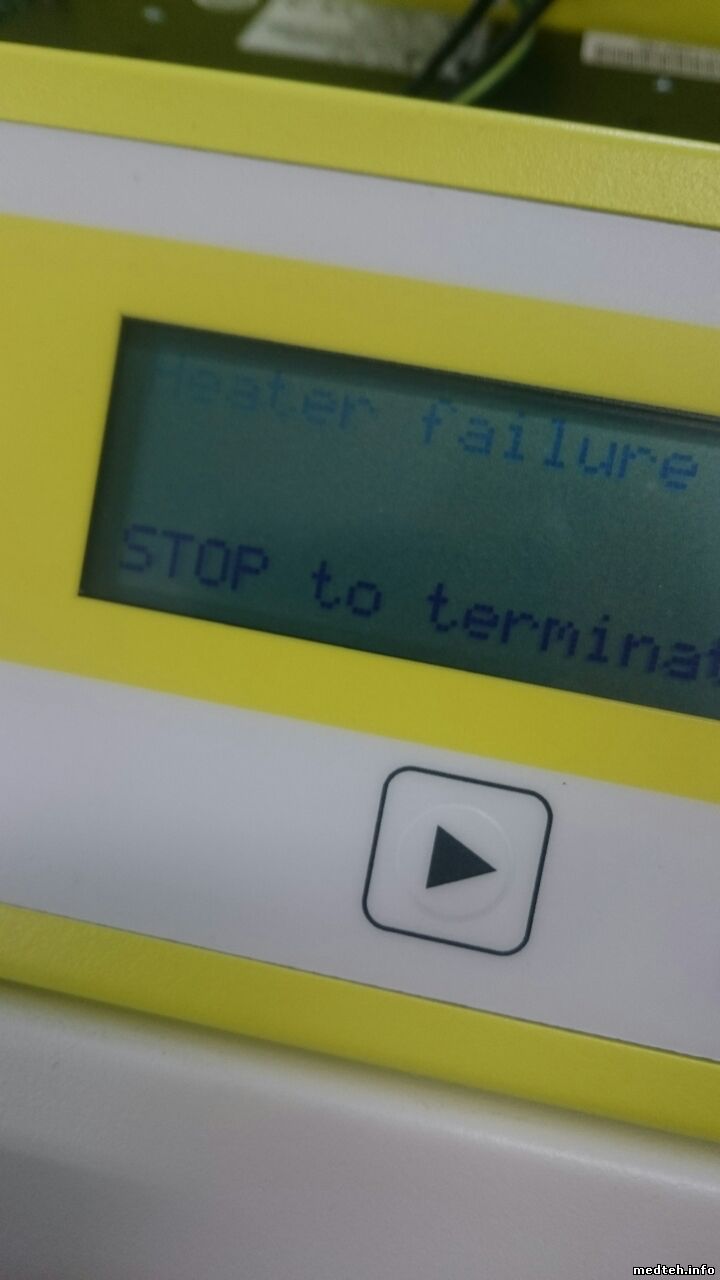 Heater failure
STOP to terminat
medteh.info